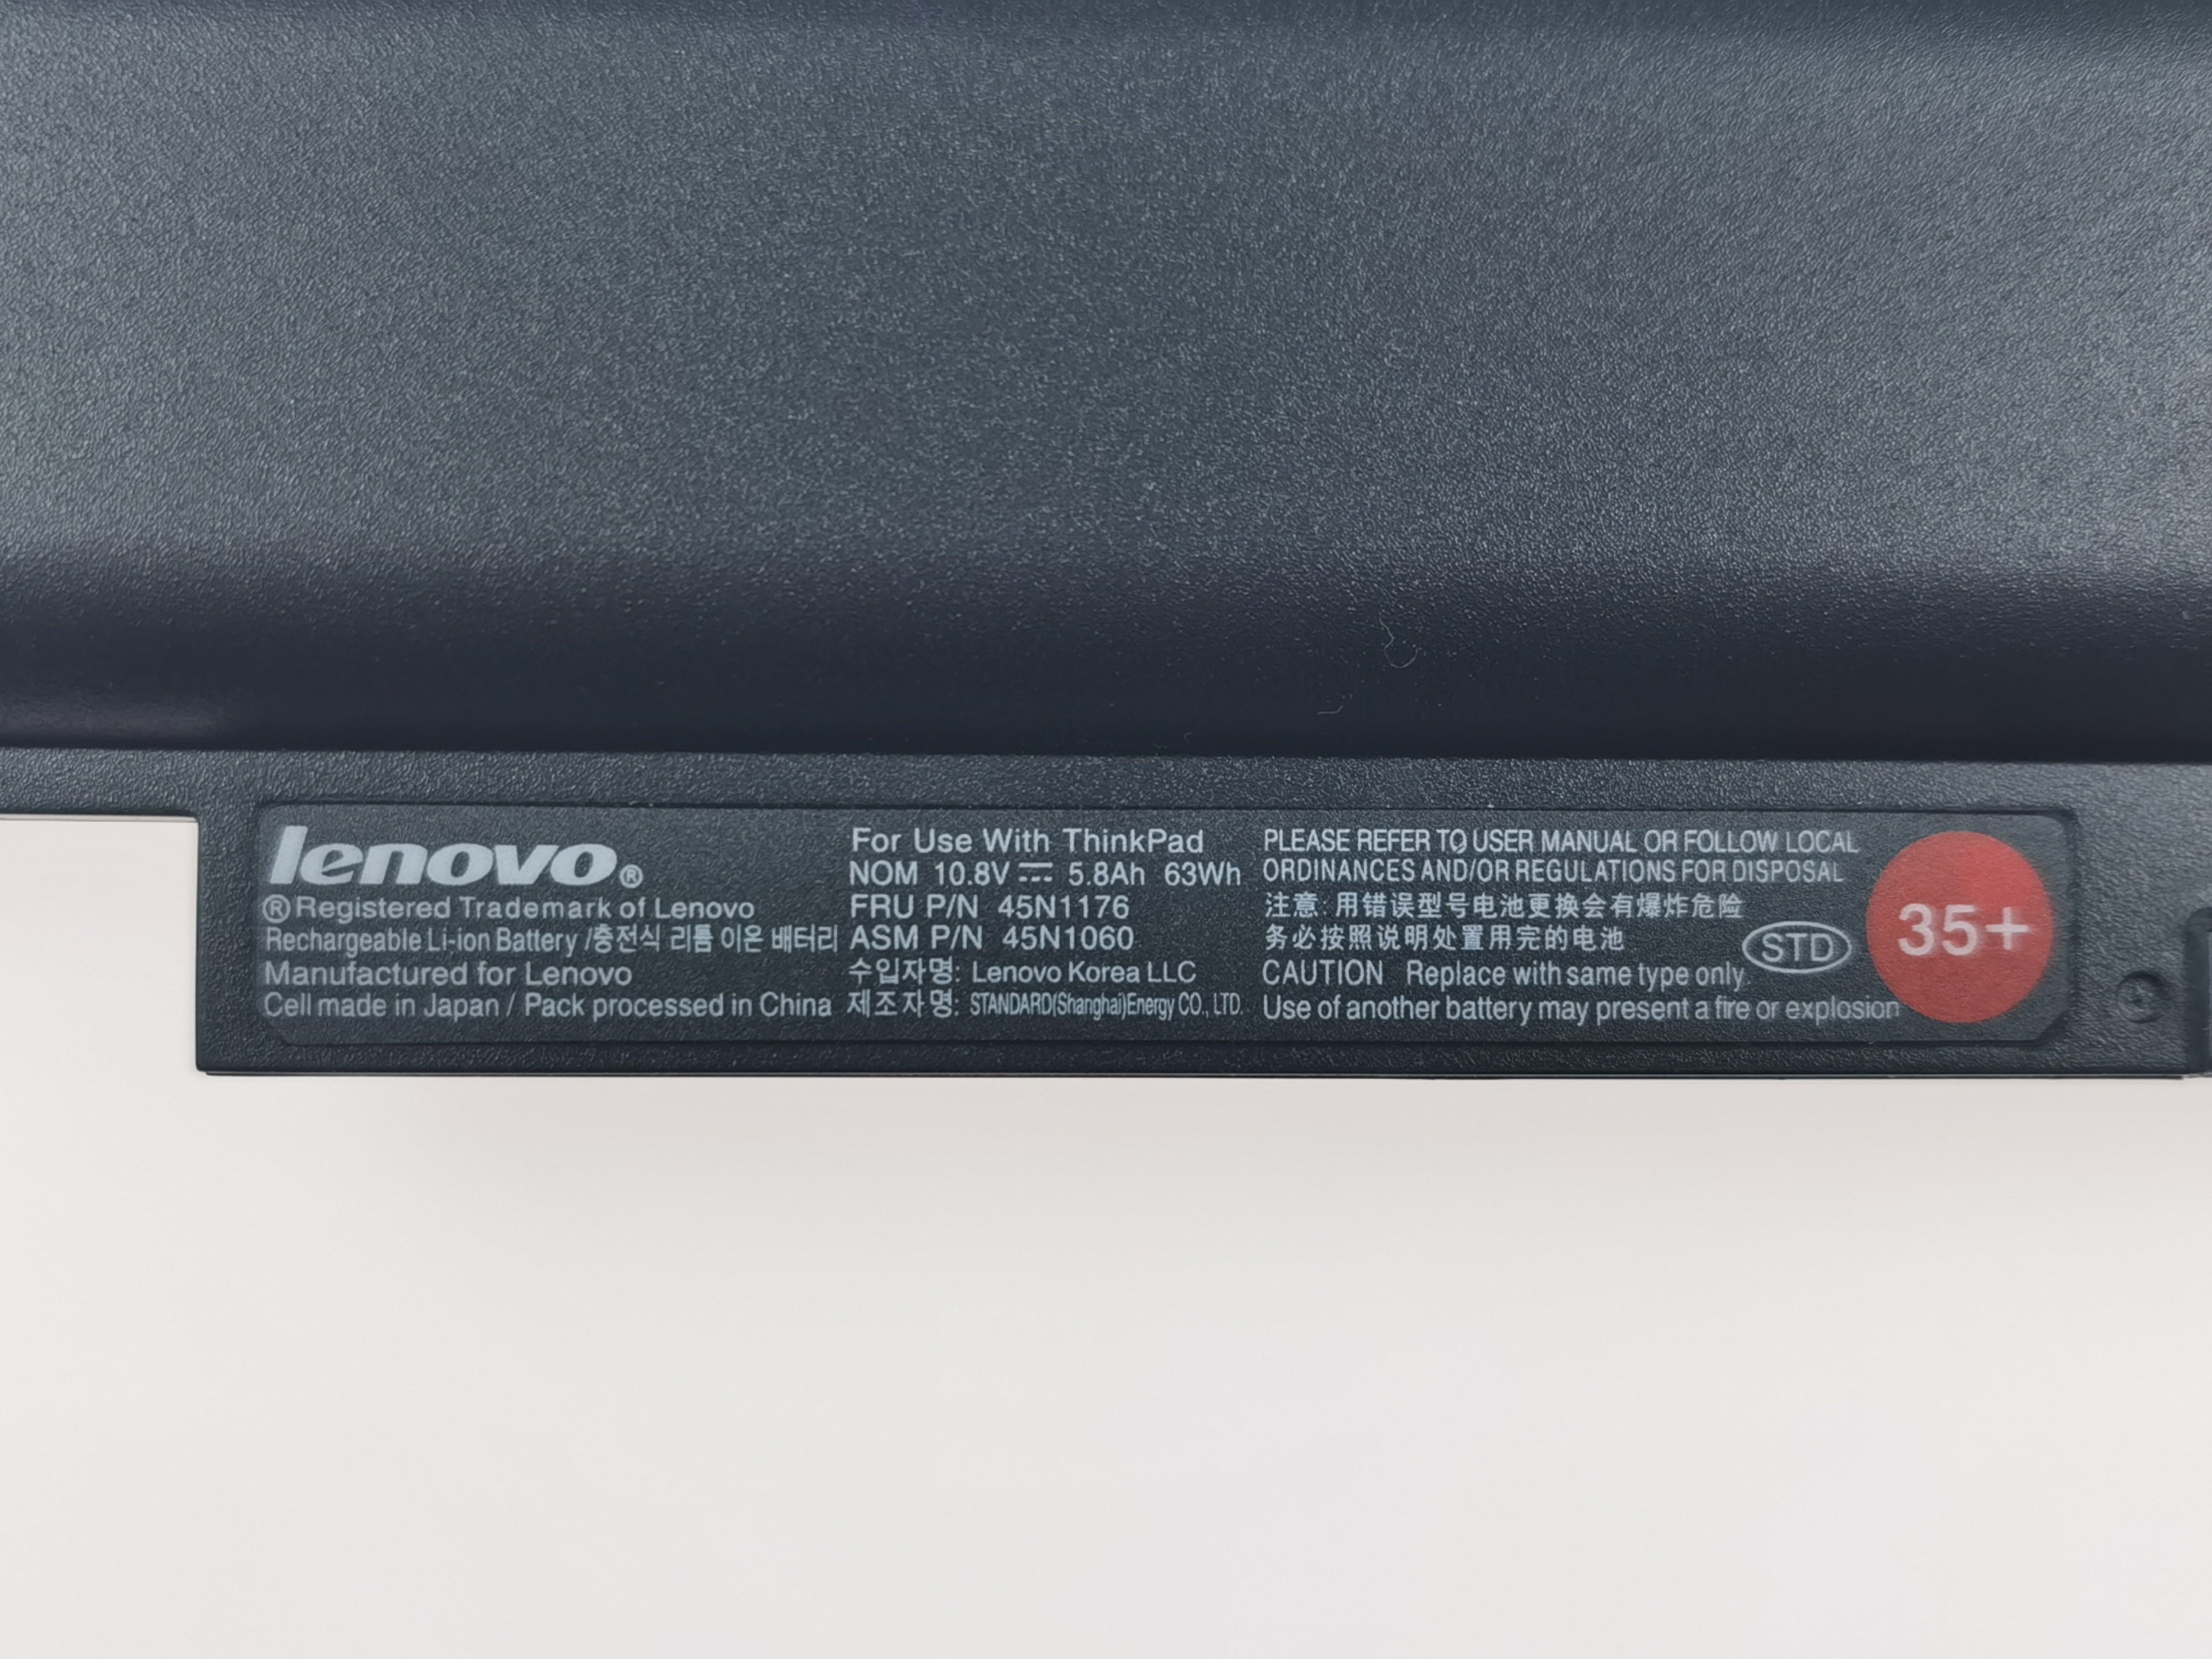 lenovo®
® Registered Trademark of Lenovo
Rechargeable Li-ion Battery /충전식 리튬 이온 배터리
Manufactured for Lenovo
Cell made in Japan / Pack processed in China
For Use With ThinkPad
NOM 10.8V ⎓ 5.8Ah 63Wh
FRU P/N 45N1176
ASM P/N 45N1060
수입자명: Lenovo Korea LLC
제조자명: STANDARD(Shanghai)Energy CO., LTD.
PLEASE REFER TO USER MANUAL OR FOLLOW LOCAL
ORDINANCES AND/OR REGULATIONS FOR DISPOSAL
注意: 用错误型号电池更换会有爆炸危险
务必按照说明处置用完的电池
CAUTION Replace with same type only.
Use of another battery may present a fire or explosion
STD
35+